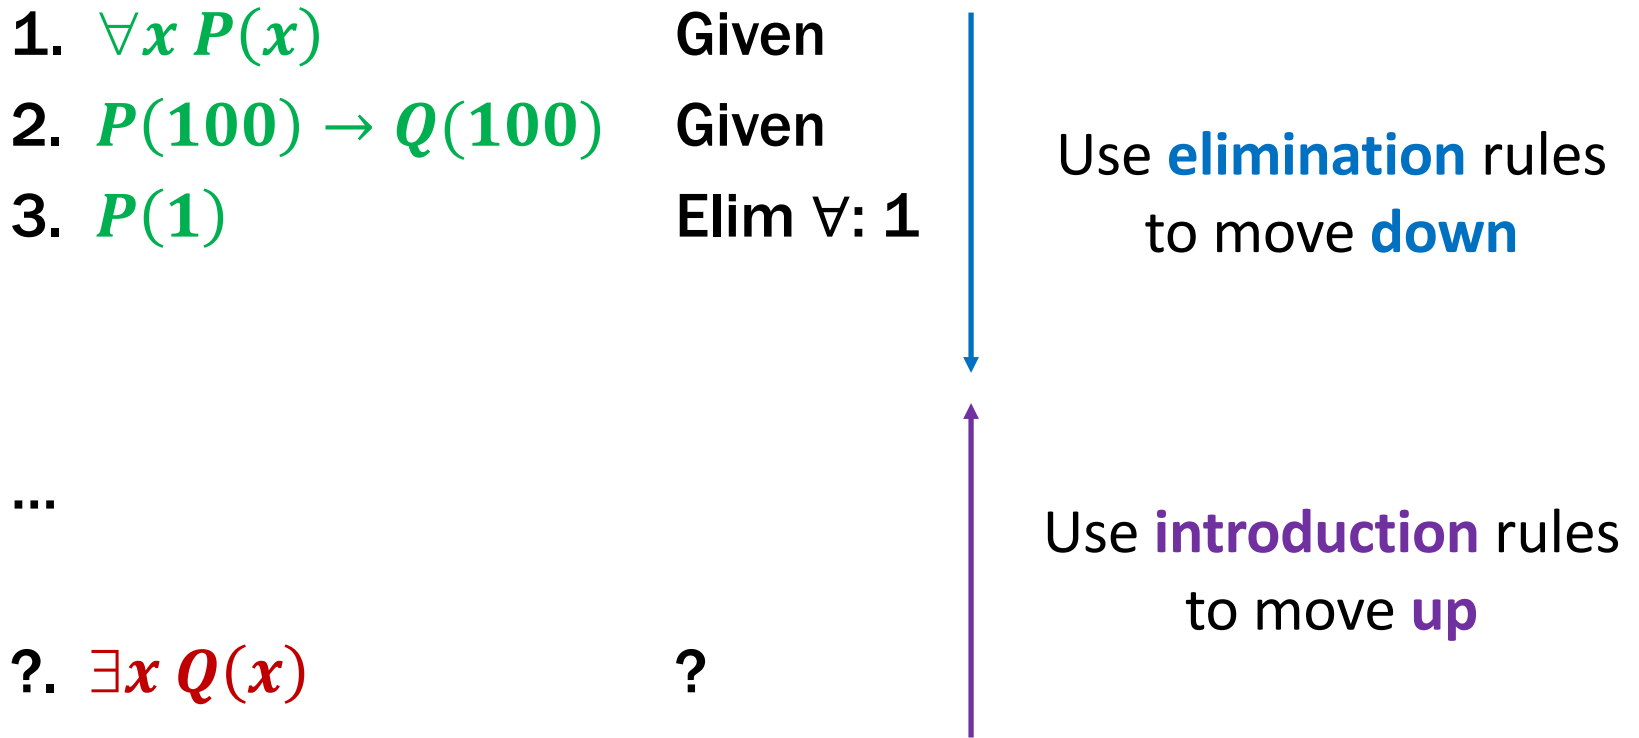 1. ∀x P(x) Given
2. P(100) → Q(100) Given
3. P(1) Elim ∀: 1
Use elimination rules
to move down
...
Use introduction rules
to move up
?. ∃x Q(x) ?